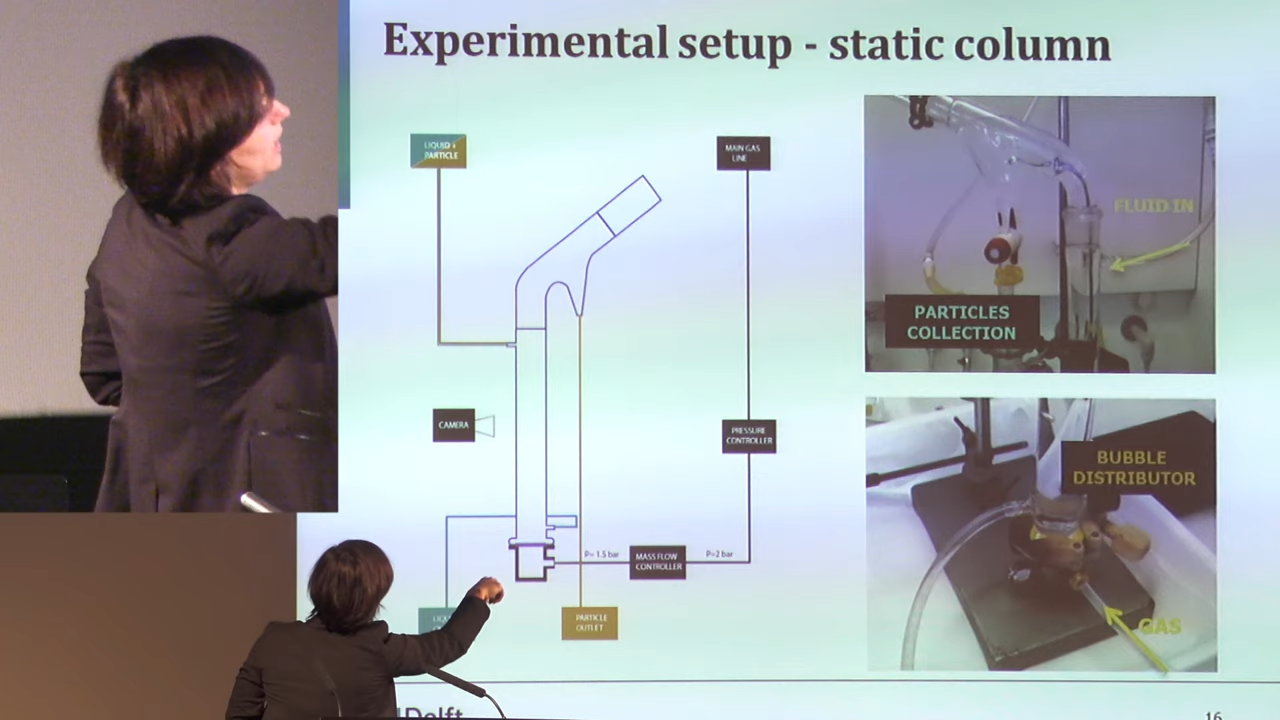 Experimental setup - static column
LIQUID +
PARTICLE
MAIN GAS
LINE
FLUID IN
PARTICLES
COLLECTION
CAMERA
PRESSURE
CONTROLLER
BUBBLE
DISTRIBUTOR
P= 1.5 bar
MASS FLOW
CONTROLLER
P=2 bar
PARTICLE
OUTLET
GAS
Delft
16